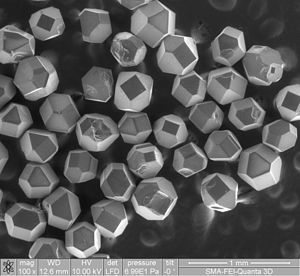 mag WD HV det pressure tilt 1 mm
100 x 12.6 mm 10.00 kV LFD 6.99E1 Pa -0 ° SMA-FEI-Quanta 3D